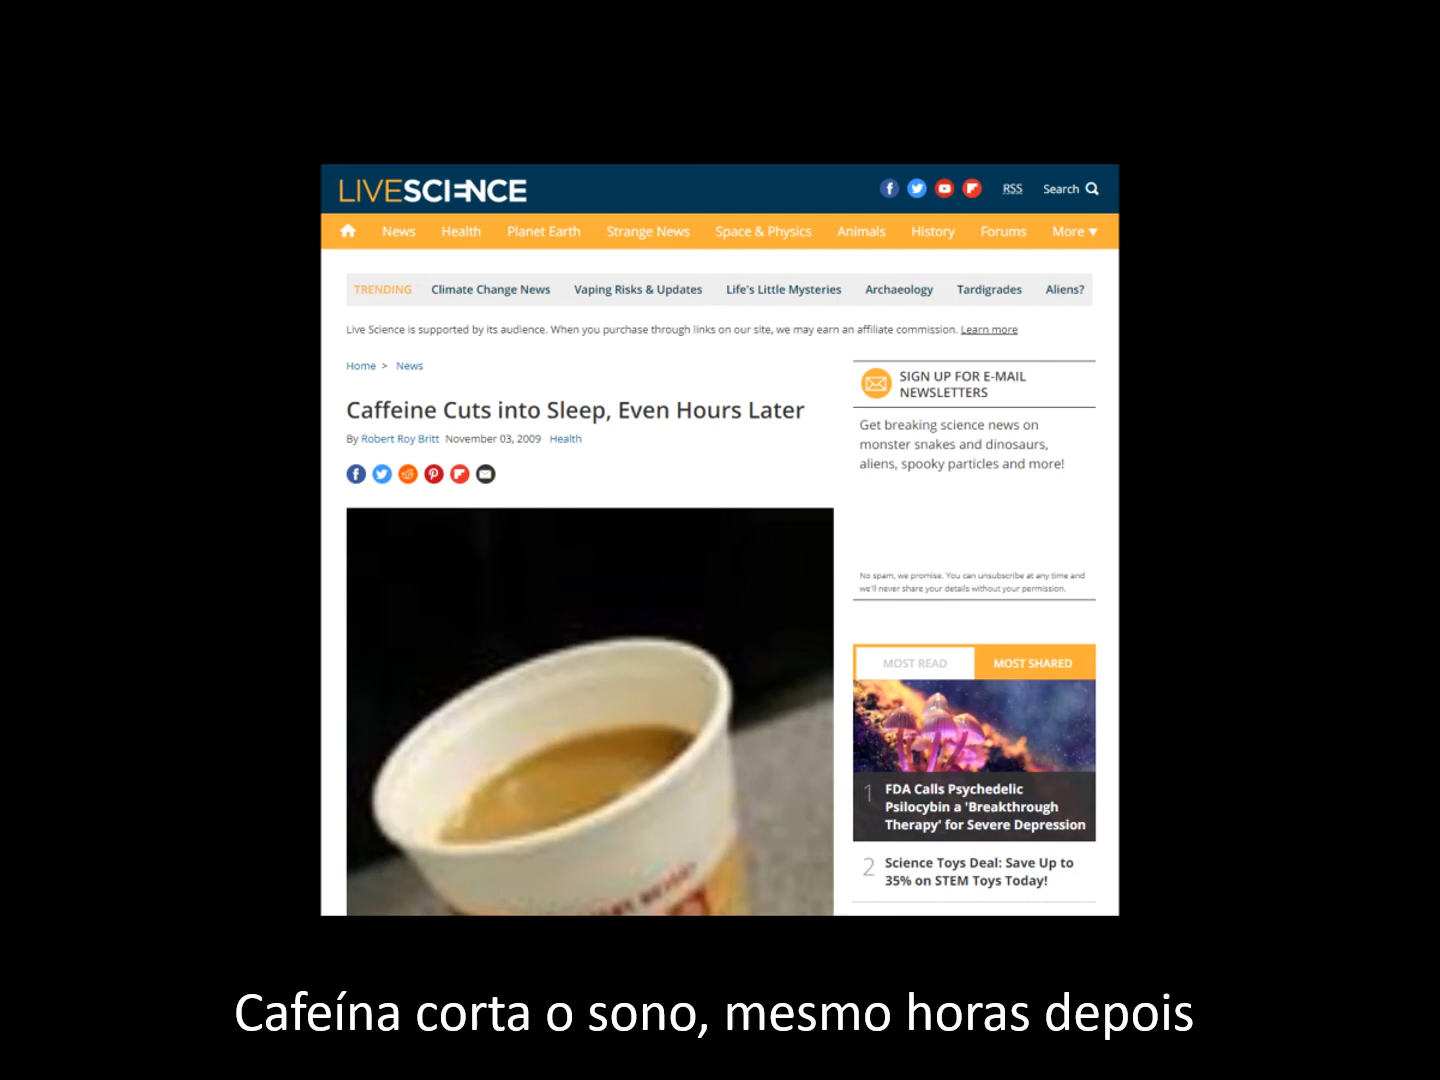 LIVESCIENCE
RSS Search
News Health Planet Earth Strange News Space & Physics Animals History Forums More
TRENDING Climate Change News Vaping Risks & Updates Life's Little Mysteries Archaeology Tardigrades Aliens?
Live Science is supported by its audience. When you purchase through links on our site, we may earn an affiliate commission. Learn more
Home > News
Caffeine Cuts into Sleep, Even Hours Later
By Robert Roy Britt November 03, 2009 Health
SIGN UP FOR E-MAIL
NEWSLETTERS
Get breaking science news on
monster snakes and dinosaurs,
aliens, spooky particles and more!
No spam, we promise. You can unsubscribe at any time and
we'll never share your details without your permission.
MOST READ MOST SHARED
1 FDA Calls Psychedelic
Psilocybin a 'Breakthrough
Therapy' for Severe Depression
2 Science Toys Deal: Save Up to
35% on STEM Toys Today!
Cafeína corta o sono, mesmo horas depois